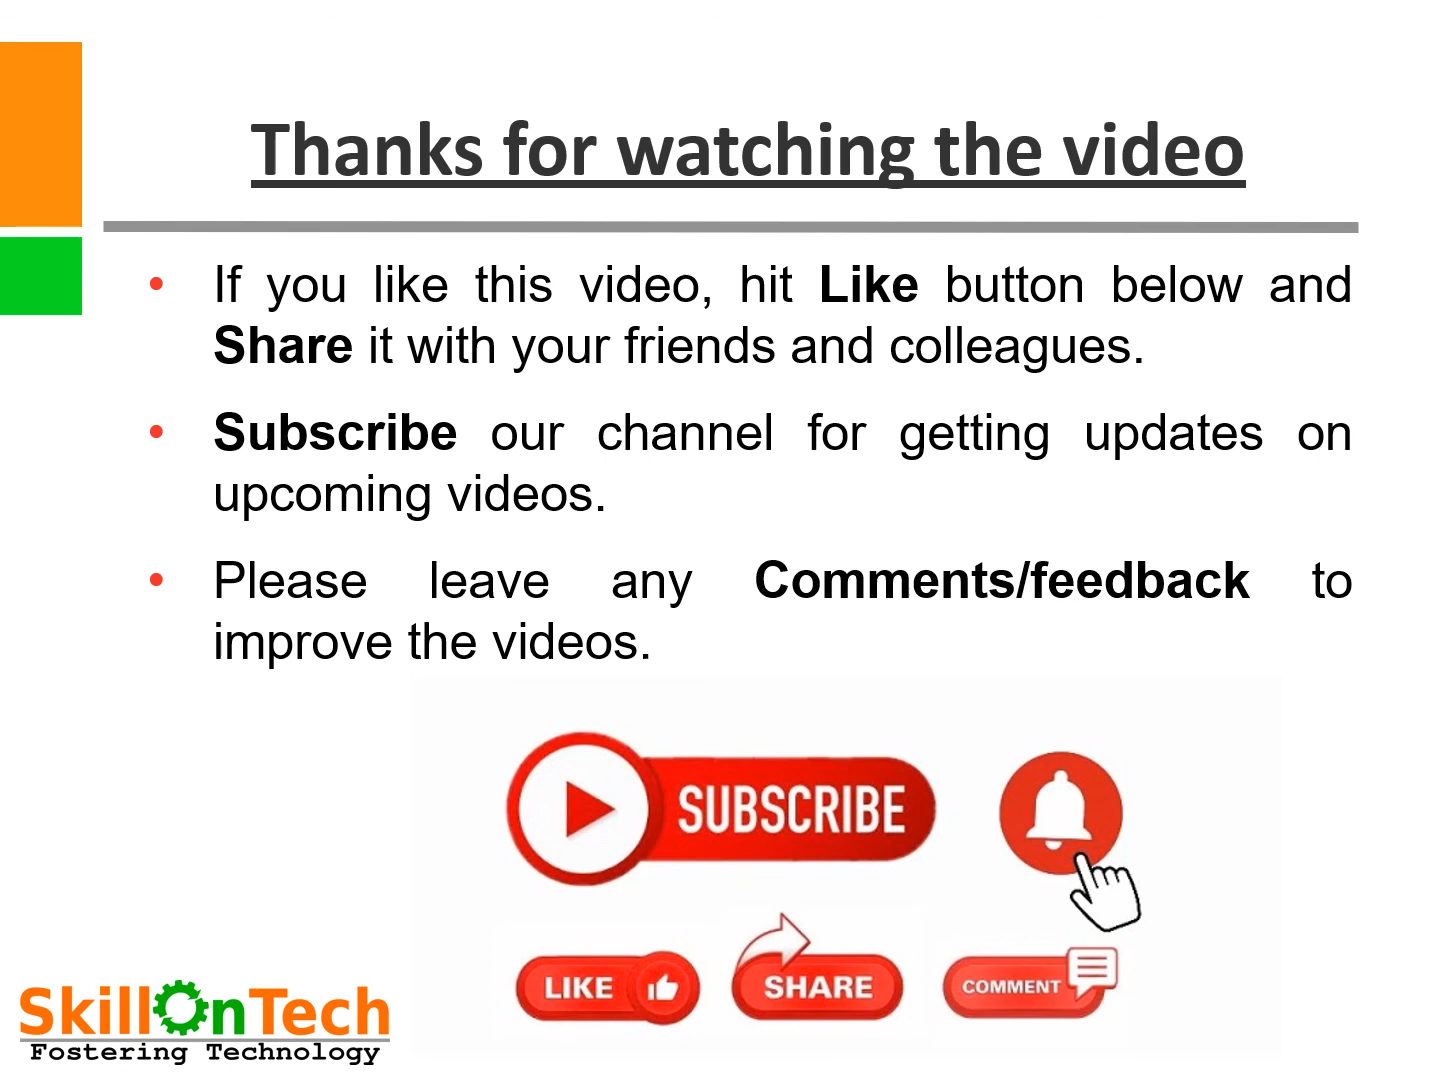 Thanks for watching the video
• If you like this video, hit Like button below and
Share it with your friends and colleagues.
• Subscribe our channel for getting updates on
upcoming videos.
• Please leave any Comments/feedback to
improve the videos.
SUBSCRIBE
LIKE
SHARE
COMMENT
SkillOnTech
Fostering Technology